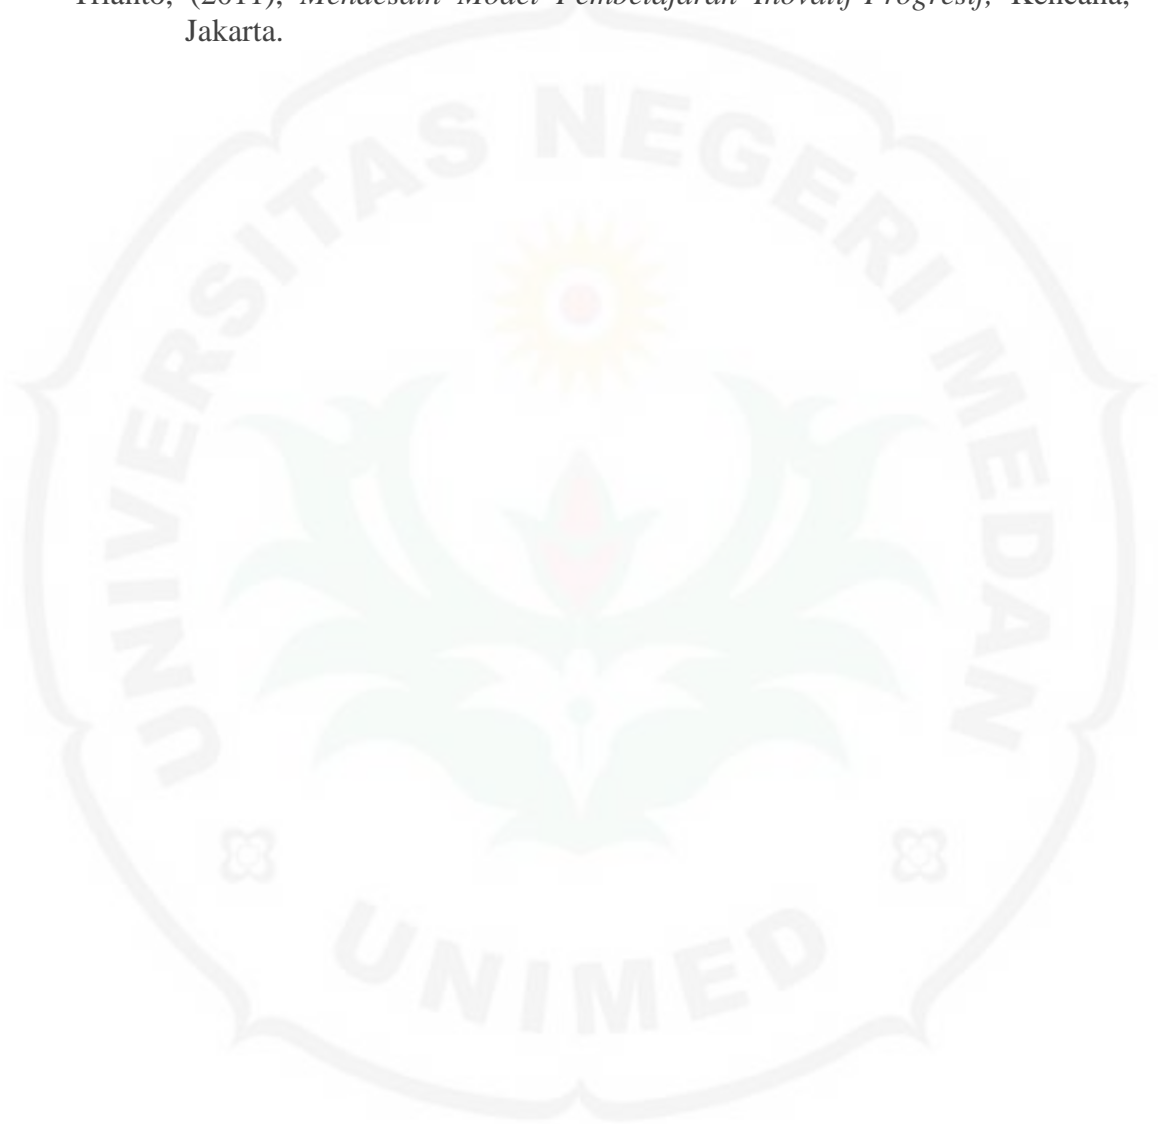 Trianto, (2011), Mendesain Model Pembelajaran Inovatif Progresif, Kencana,
Jakarta.
UNIVERSITAS NEGERI MEDAN
UNIMED